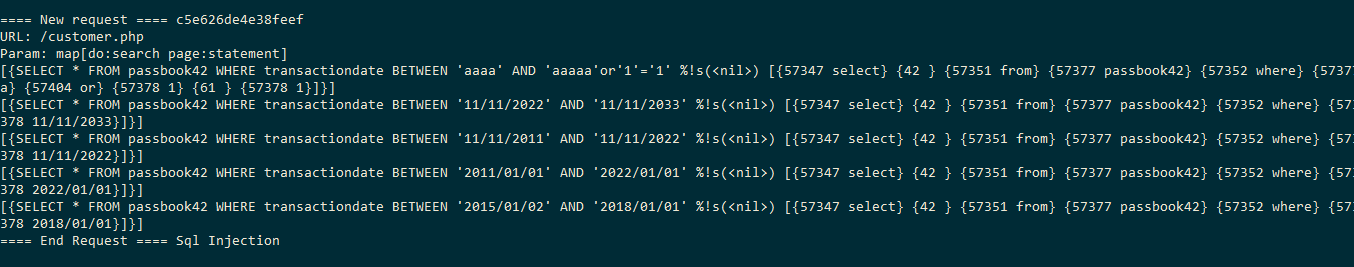 ==== New request ==== c5e626de4e38feef
URL: /customer.php
Param: map[do:search page:statement]
[{SELECT * FROM passbook42 WHERE transactiondate BETWEEN 'aaaa' AND 'aaaaa'or'1'='1' %!s(<nil>) [{57347 select} {42 } {57351 from} {57377 passbook42} {57352 where} {5737
a} {57404 or} {57378 1} {61 } {57378 1}]}]
[{SELECT * FROM passbook42 WHERE transactiondate BETWEEN '11/11/2022' AND '11/11/2033' %!s(<nil>) [{57347 select} {42 } {57351 from} {57377 passbook42} {57352 where} {5
378 11/11/2033}]}]
[{SELECT * FROM passbook42 WHERE transactiondate BETWEEN '11/11/2011' AND '11/11/2022' %!s(<nil>) [{57347 select} {42 } {57351 from} {57377 passbook42} {57352 where} {5
378 11/11/2022}]}]
[{SELECT * FROM passbook42 WHERE transactiondate BETWEEN '2011/01/01' AND '2022/01/01' %!s(<nil>) [{57347 select} {42 } {57351 from} {57377 passbook42} {57352 where} {5
378 2022/01/01}]}]
[{SELECT * FROM passbook42 WHERE transactiondate BETWEEN '2015/01/02' AND '2018/01/01' %!s(<nil>) [{57347 select} {42 } {57351 from} {57377 passbook42} {57352 where} {5
378 2018/01/01}]}]
==== End Request ==== Sql Injection